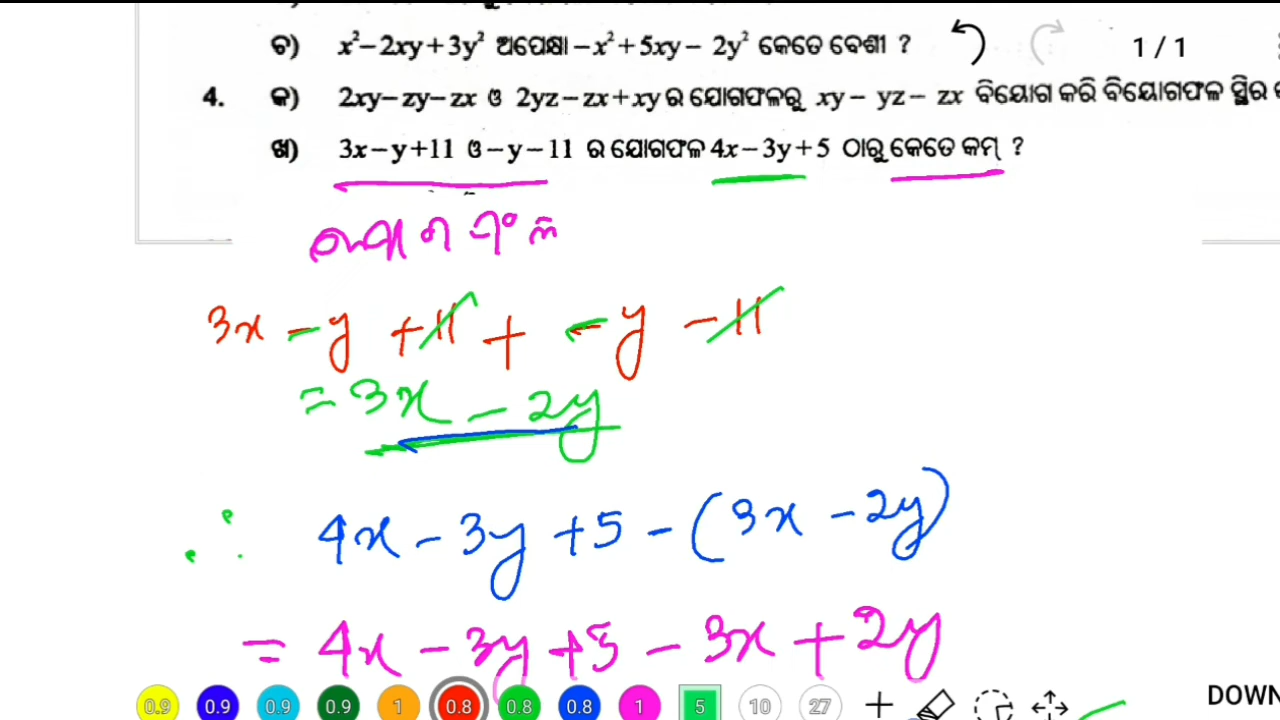 ଚ) x²−2xy+3y² ଅପେକ୍ଷା −x²+5xy− 2y² କେତେ ବେଶୀ ? 1 / 1
4. କ) 2xy−zy−zx ଓ 2yz−zx+xy ର ଯୋଗଫଳରୁ xy− yz− zx ବିୟୋଗ କରି ବିୟୋଗଫଳ ସ୍ଥିର
ଖ) 3x−y+11 ଓ −y−11 ର ଯୋଗଫଳ 4x−3y+5 ଠାରୁ କେତେ କମ୍ ?
ଯୋଗଫଳ
3x − y + 11 + − y − 11
= 3x − 2y
∴ 4x − 3y + 5 − (3x − 2y)
= 4x − 3y + 5 − 3x + 2y
0.9 0.9 0.9 0.9 1 0.8 0.8 0.8 1 5 10 27 DOWN